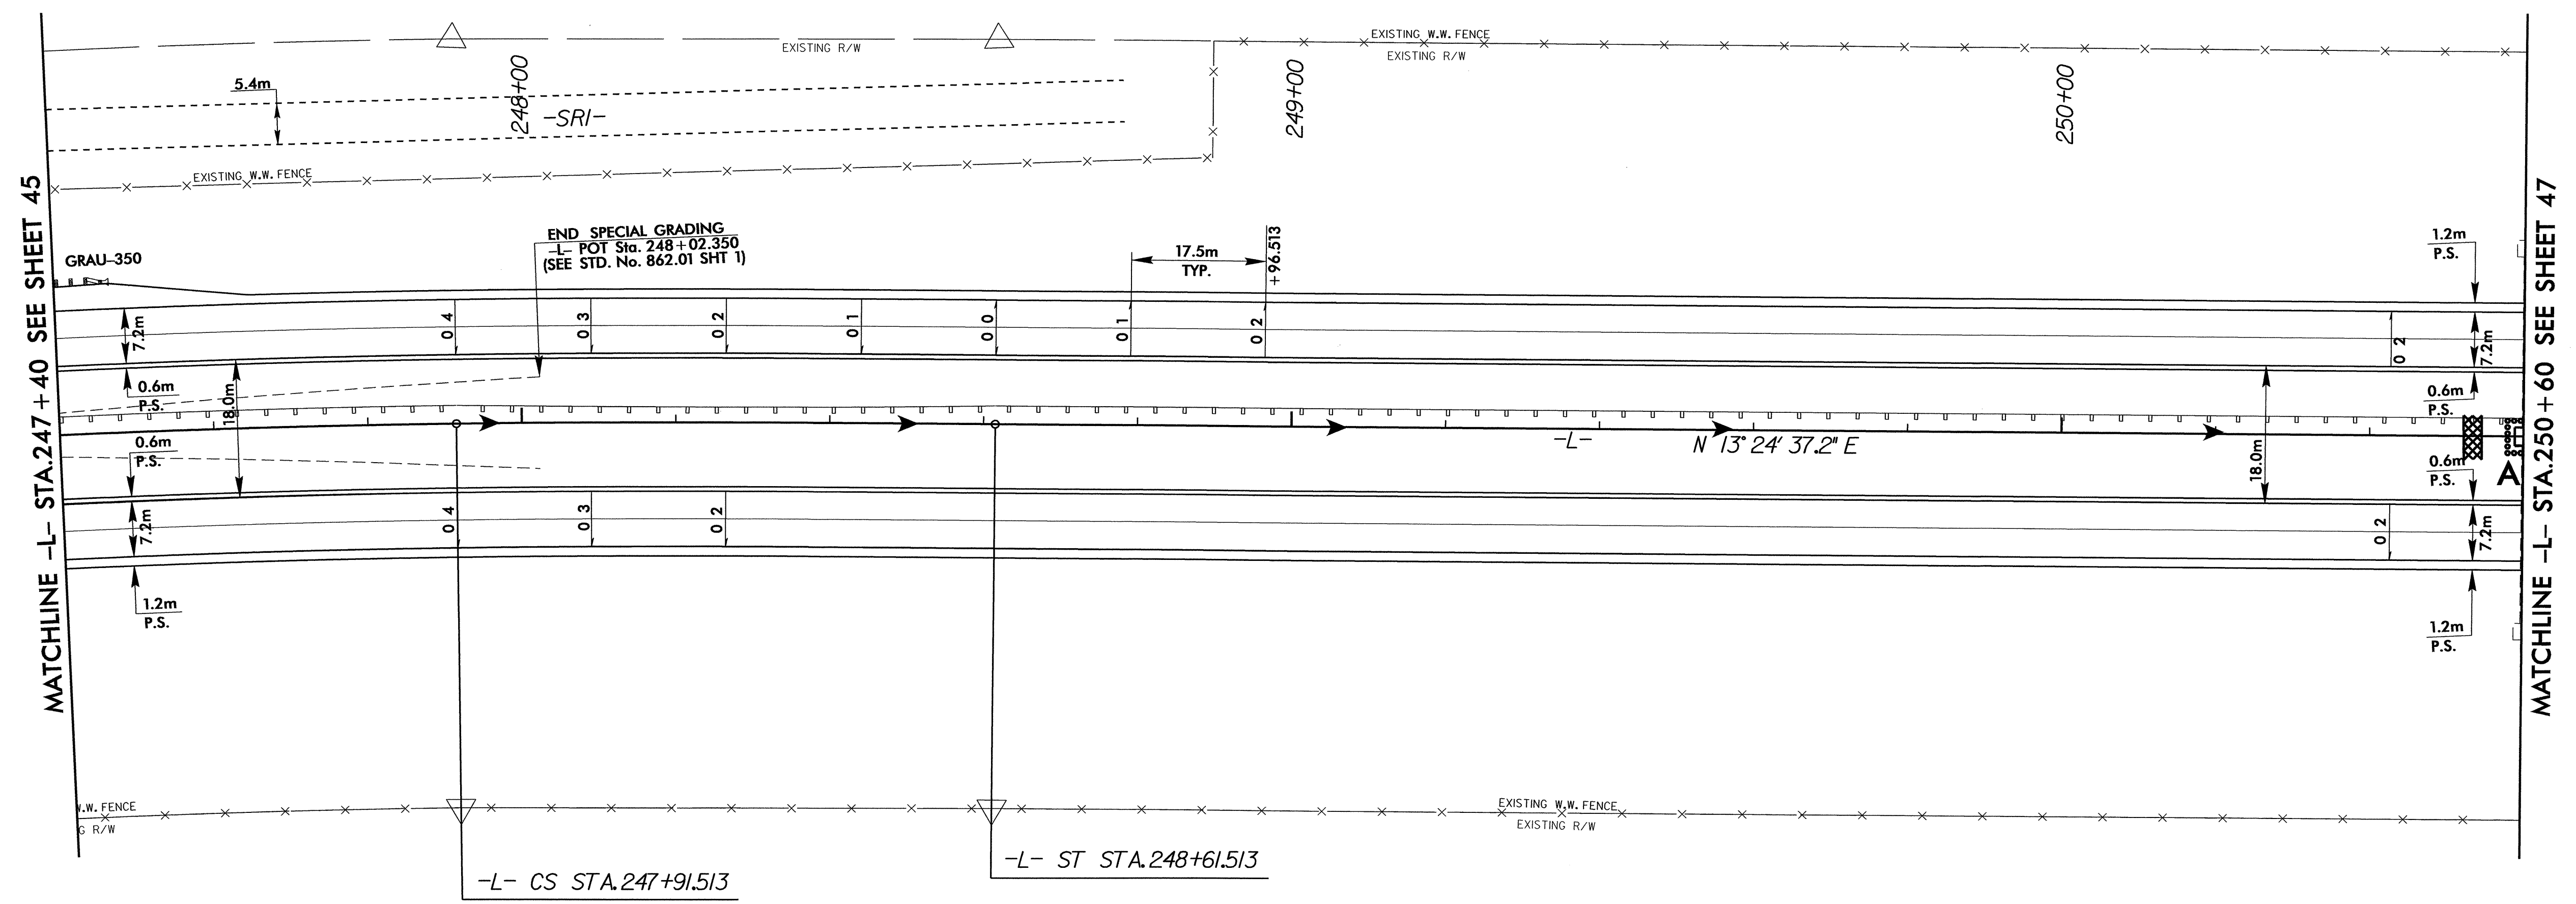 EXISTING R/W
EXISTING W.W. FENCE
EXISTING R/W
5.4m
248+00
-SR1-
249+00
250+00
EXISTING W.W. FENCE
MATCHLINE -L- STA.247+40 SEE SHEET 45
GRAU-350
END SPECIAL GRADING
-L- POT Sta. 248+02.350
(SEE STD. No. 862.01 SHT 1)
17.5m
TYP.
+96.513
1.2m
P.S.
7.2m
0 4
0 3
0 2
0 1
0 0
0 1
0 2
0 2
7.2m
0.6m
P.S.
18.0m
0.6m
P.S.
0.6m
P.S.
-L-
N 13° 24' 37.2" E
18.0m
0.6m
P.S.
A
7.2m
0 4
0 3
0 2
0 2
7.2m
1.2m
P.S.
1.2m
P.S.
MATCHLINE -L- STA.250+60 SEE SHEET 47
W.W. FENCE
G R/W
EXISTING W.W. FENCE
EXISTING R/W
-L- ST STA.248+61.513
-L- CS STA.247+91.513